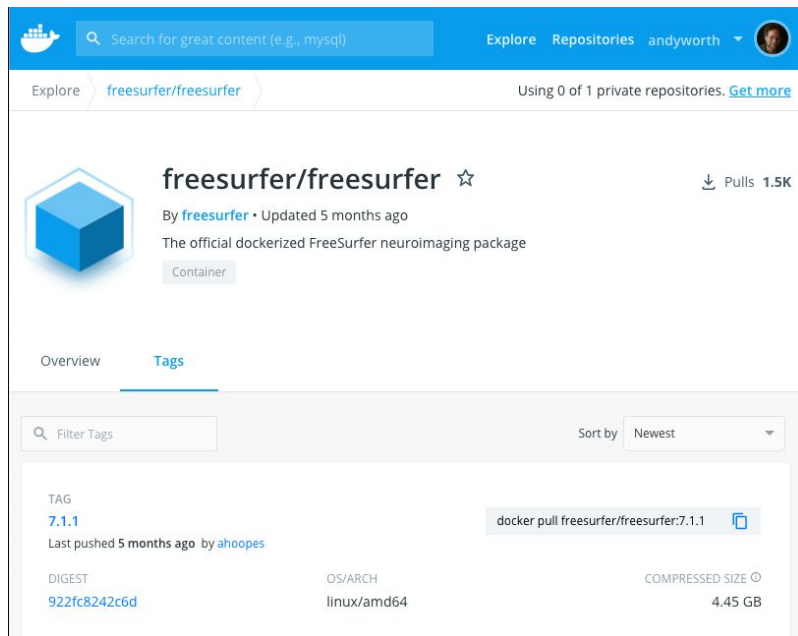 Search for great content (e.g., mysql) Explore Repositories andyworth
Explore freesurfer/freesurfer Using 0 of 1 private repositories. Get more
freesurfer/freesurfer Pulls 1.5K
By freesurfer • Updated 5 months ago
The official dockerized FreeSurfer neuroimaging package
Container
Overview Tags
Filter Tags Sort by Newest
TAG
7.1.1 docker pull freesurfer/freesurfer:7.1.1
Last pushed 5 months ago by ahoopes
DIGEST OS/ARCH COMPRESSED SIZE
922fc8242c6d linux/amd64 4.45 GB